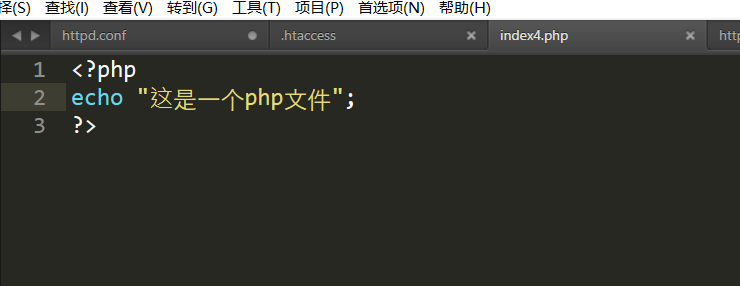 择(S) 查找(I) 查看(V) 转到(G) 工具(T) 项目(P) 首选项(N) 帮助(H)
httpd.conf .htaccess index4.php http
1 <?php
2 echo "这是一个php文件";
3 ?>